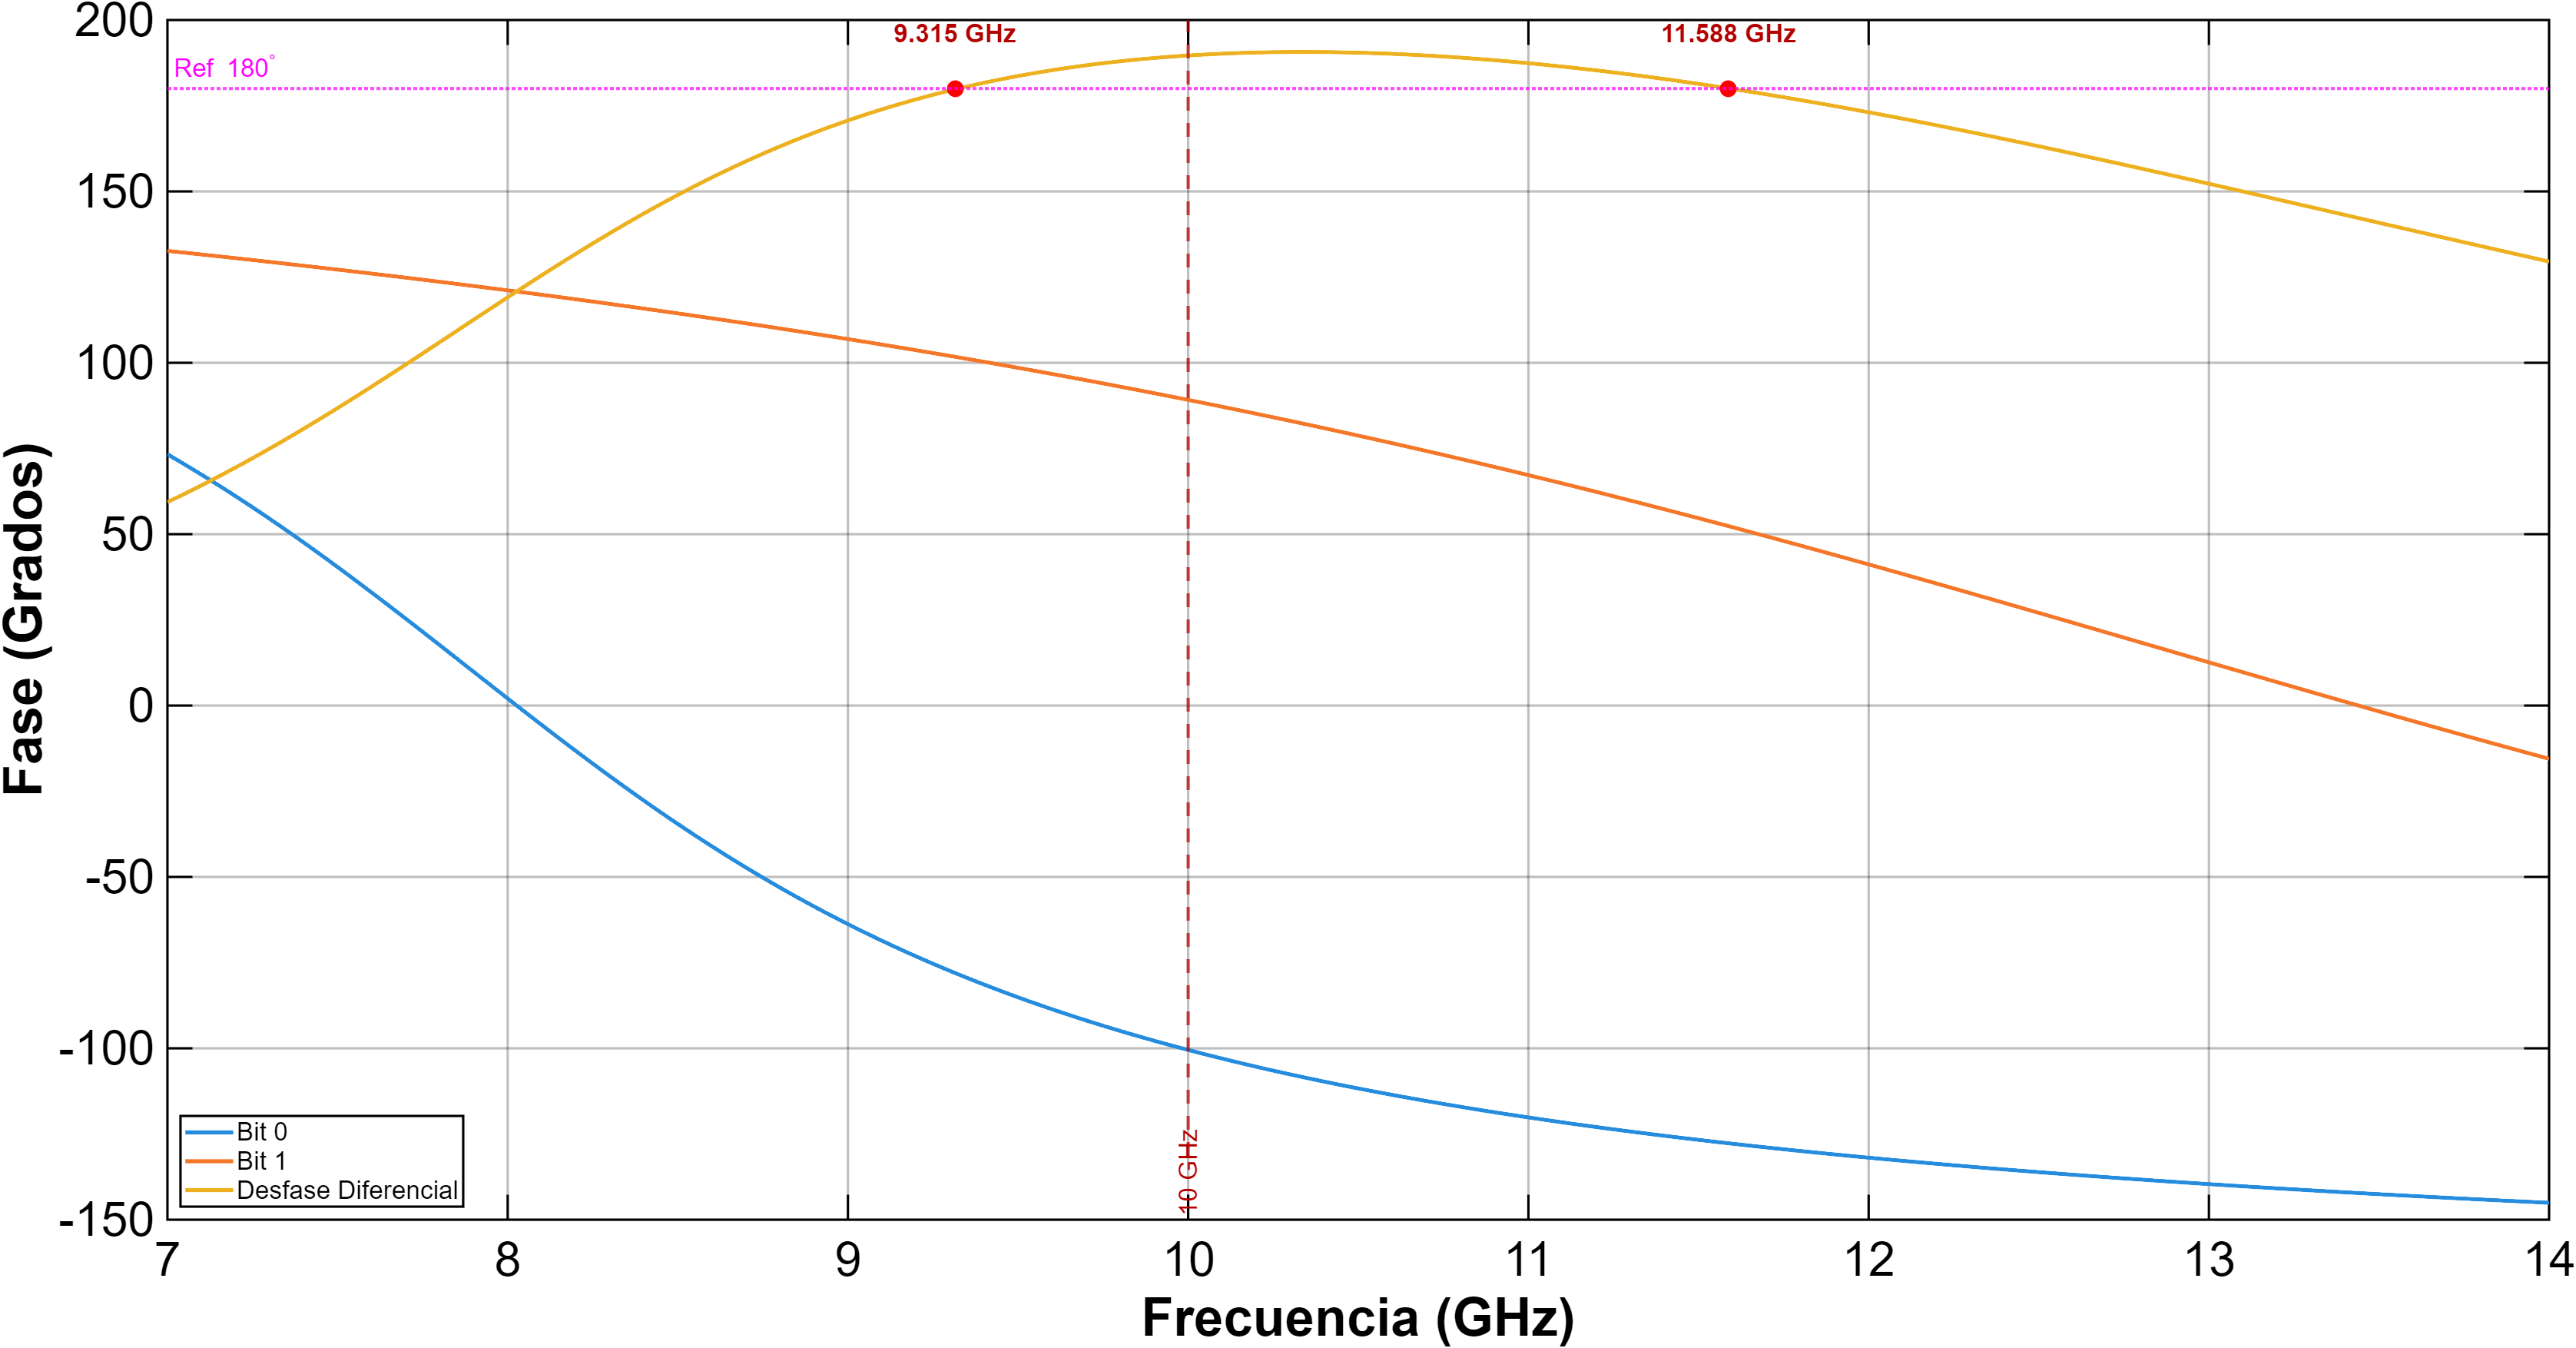 9.315 GHz
11.588 GHz
Ref 180°
200
150
100
50
0
-50
-100
-150
Fase (Grados)
10 GHz
Bit 0
Bit 1
Desfase Diferencial
7 8 9 10 11 12 13 14
Frecuencia (GHz)